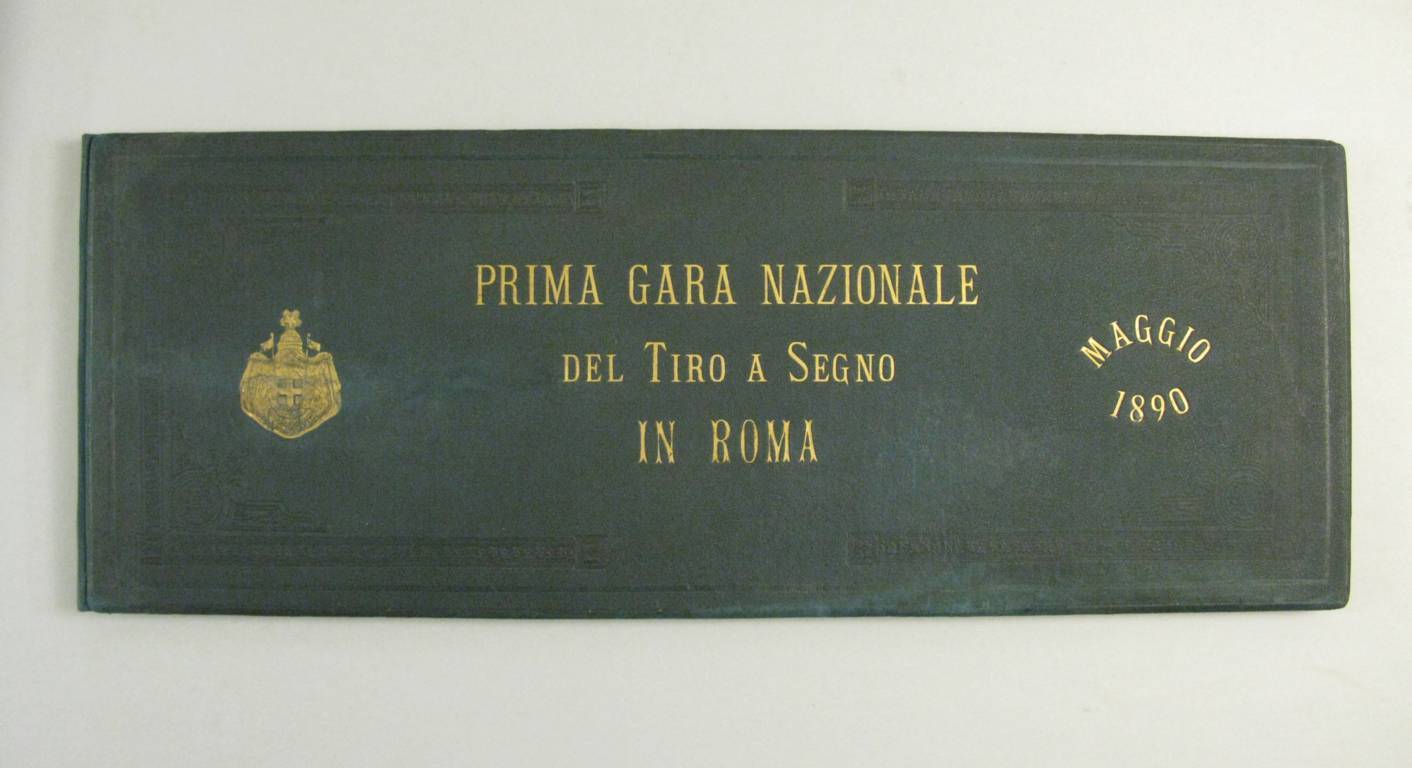 PRIMA GARA NAZIONALE
DEL TIRO A SEGNO
IN ROMA
MAGGIO
1890